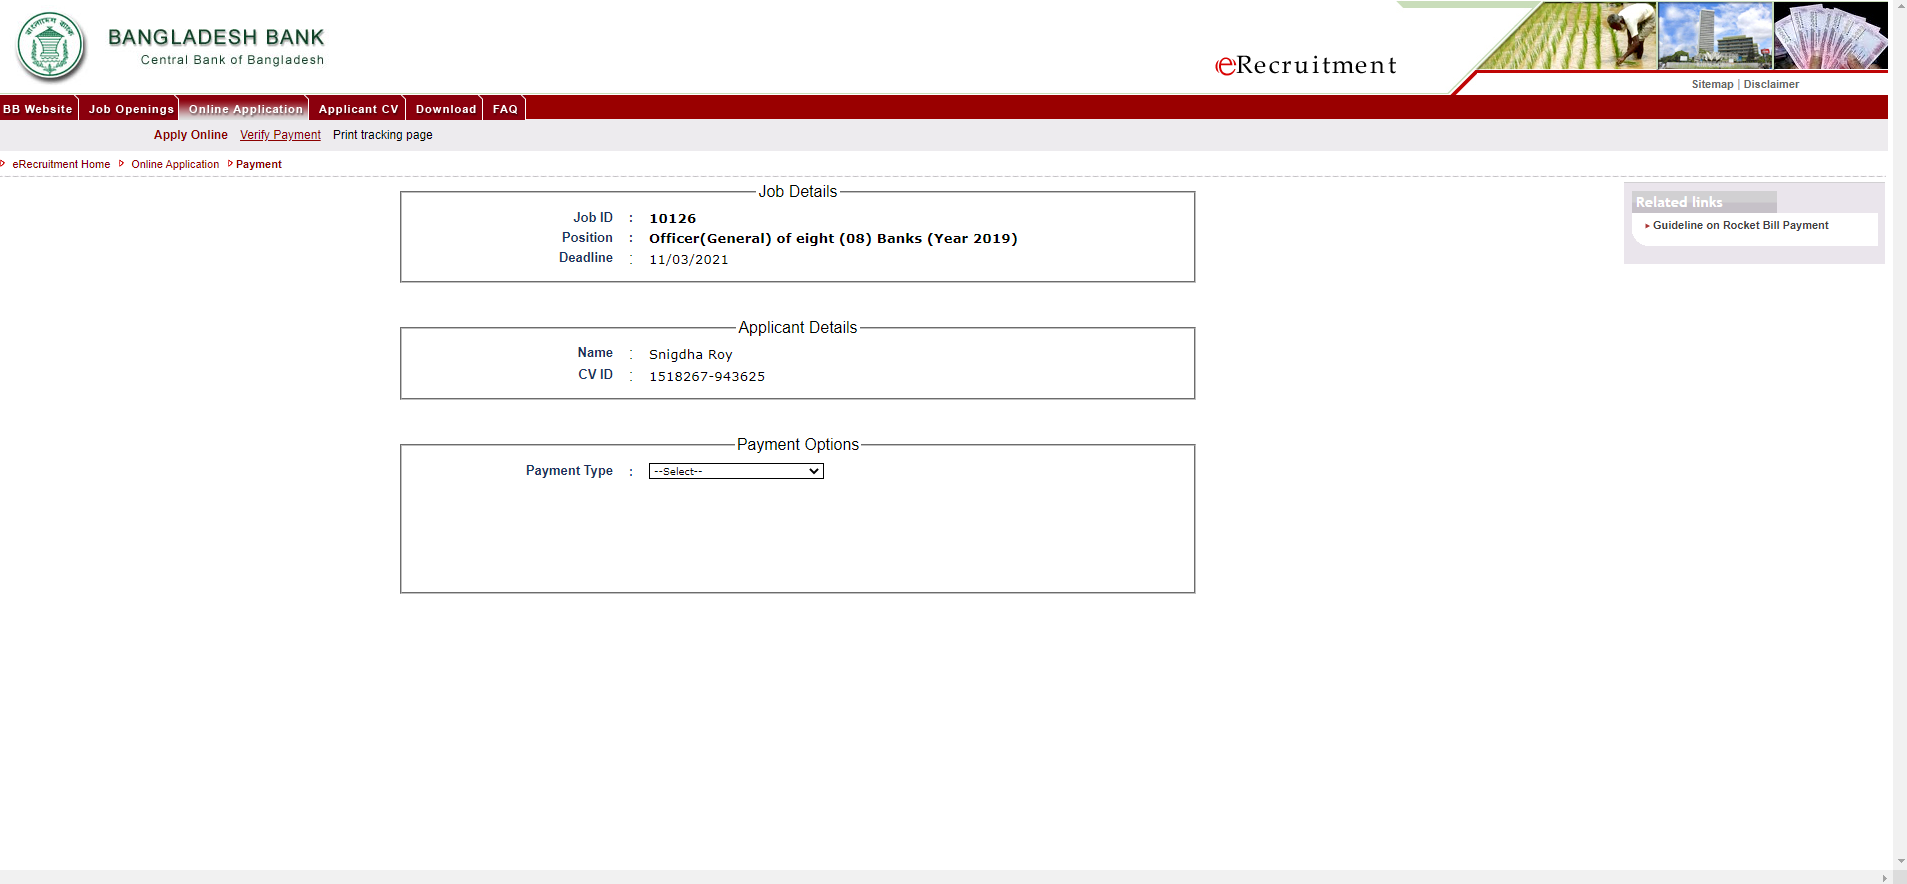 BANGLADESH BANK
Central Bank of Bangladesh
eRecruitment
Sitemap | Disclaimer
BB Website Job Openings Online Application Applicant CV Download FAQ
Apply Online Verify Payment Print tracking page
eRecruitment Home Online Application Payment
Job Details
Job ID : 10126
Position : Officer(General) of eight (08) Banks (Year 2019)
Deadline : 11/03/2021
Applicant Details
Name : Snigdha Roy
CV ID : 1518267-943625
Payment Options
Payment Type : --Select--
Related links
Guideline on Rocket Bill Payment